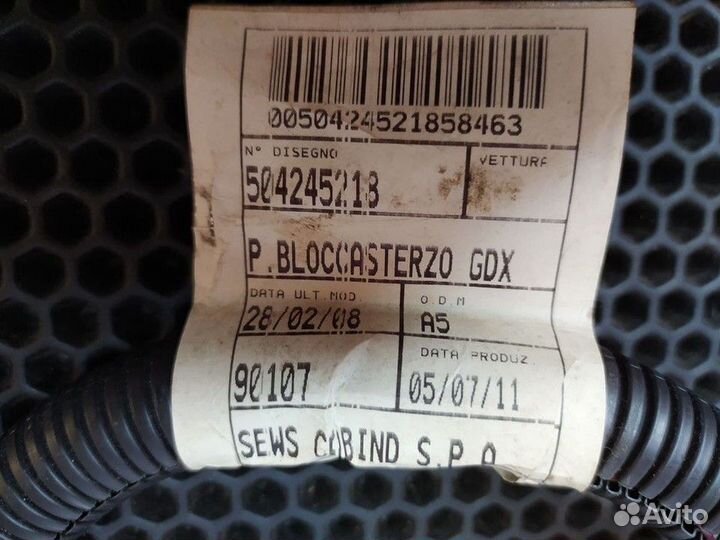 0050424521858463
N° DISEGNO
VETTURA
504245218
P.BLOCCASTERZO GDX
DATA ULT.MOD.
O.D.M
28/02/08
A5
90107
DATA PRODUZ.
05/07/11
SEWS CABIND S.P.A
Avito